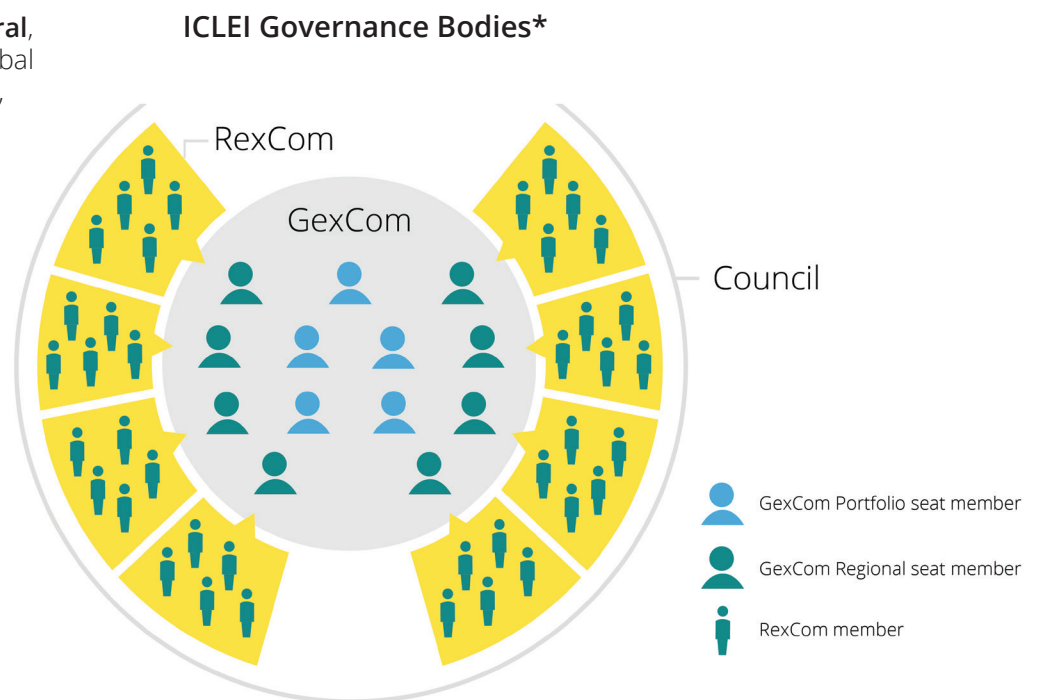 ral,
bal
,
ICLEI Governance Bodies*
RexCom
GexCom
Council
GexCom Portfolio seat member
GexCom Regional seat member
RexCom member